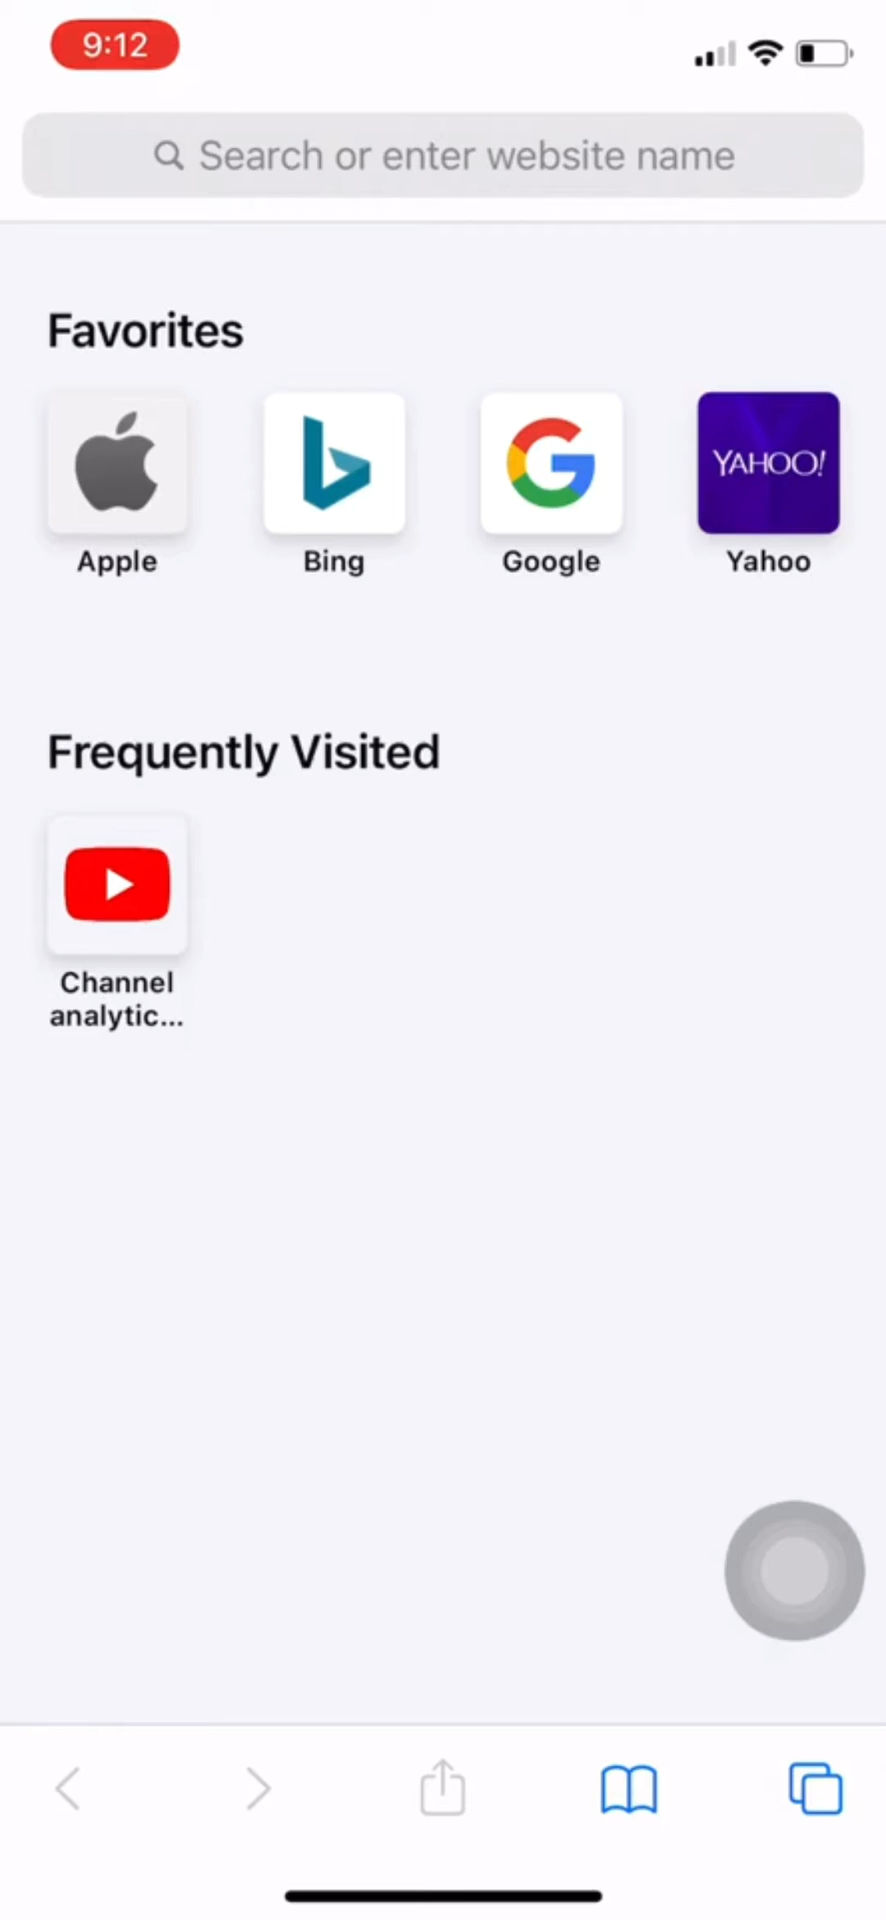 9:12
Search or enter website name
Favorites
YAHOO!
Apple Bing Google Yahoo
Frequently Visited
Channel
analytic...